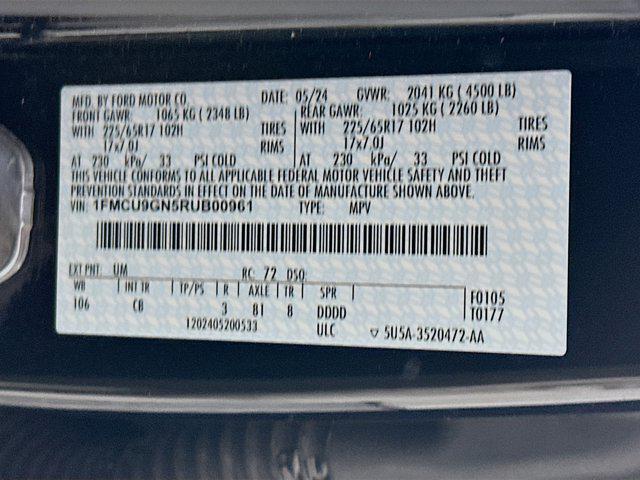 MFD. BY FORD MOTOR CO. DATE: 05/24 GVWR: 2041 KG ( 4500 LB)
FRONT GAWR: 1065 KG ( 2348 LB) REAR GAWR: 1025 KG ( 2260 LB)
WITH 225/65R17 102H TIRES WITH 225/65R17 102H TIRES
17x7.0J RIMS 17x7.0J RIMS
AT 230 kPa/ 33 PSI COLD AT 230 kPa/ 33 PSI COLD
THIS VEHICLE CONFORMS TO ALL APPLICABLE FEDERAL MOTOR VEHICLE SAFETY AND THEFT
PREVENTION STANDARDS IN EFFECT ON THE DATE OF MANUFACTURE SHOWN ABOVE.
VIN: 1FMCU9GN5RUB00961 TYPE: MPV
EXT PNT: UM RC: 72 DSO:
WB INT TR TP/PS R AXLE TR SPR F0105
106 CB 3 81 8 DDDD T0177
1202405200533 ULC ▽ 5U5A-3520472-AA